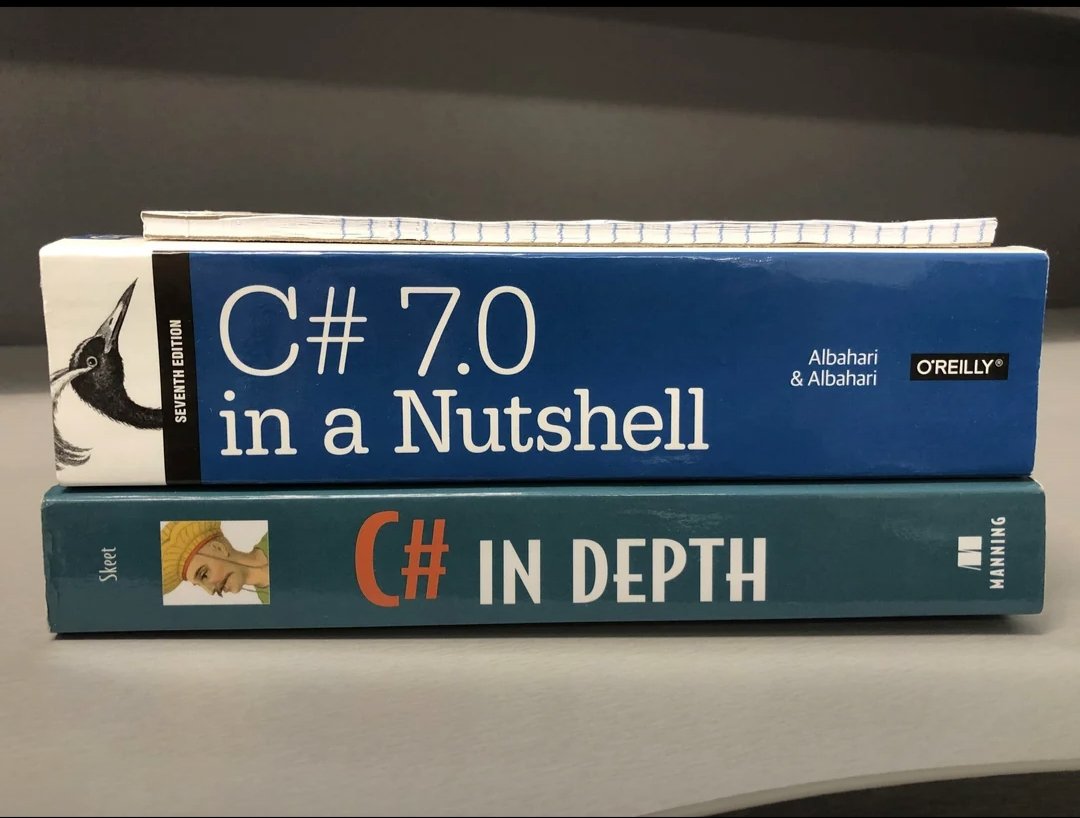 SEVENTH EDITION
C# 7.0
in a Nutshell
Albahari
& Albahari
O'REILLY®
Skeet
C# IN DEPTH
MANNING